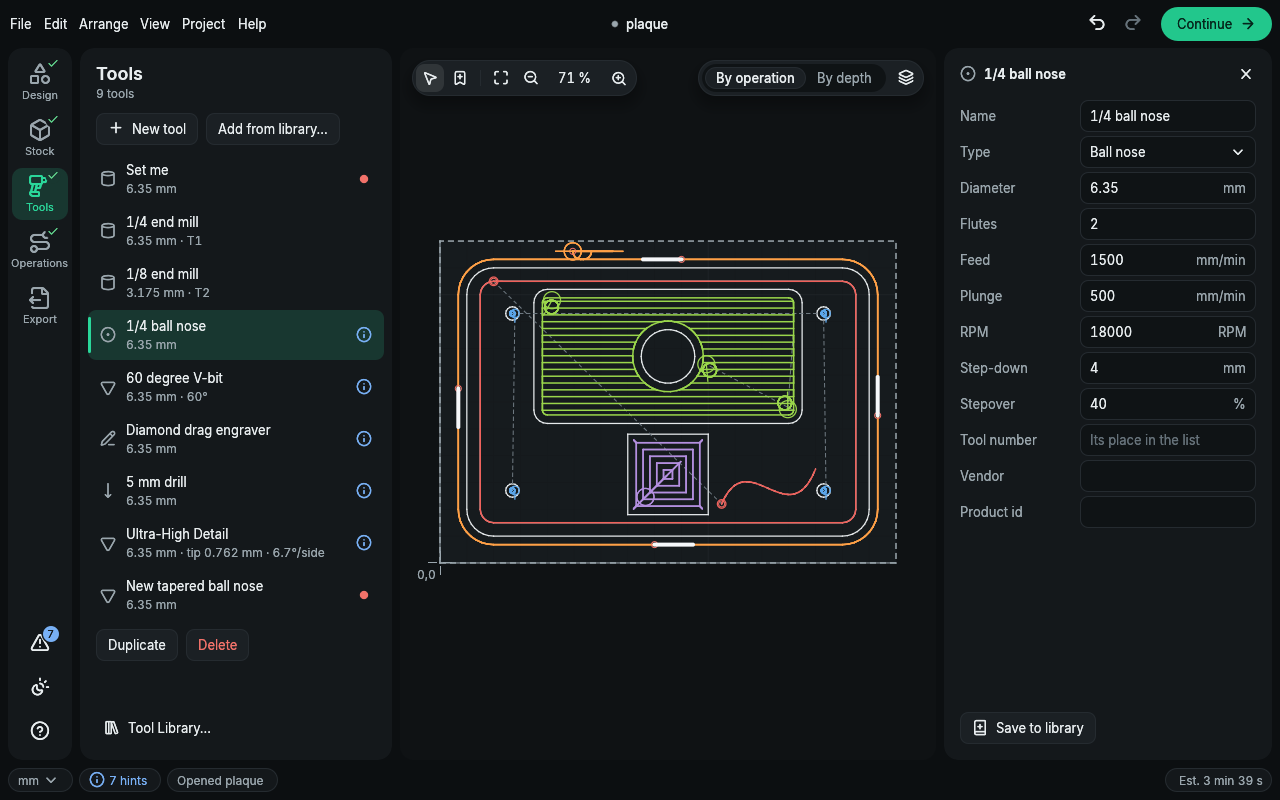 File Edit Arrange View Project Help
plaque
Continue
Design
Stock
Tools
Operations
Export
7
Tools
9 tools
New tool
Add from library...
Set me
6.35 mm
1/4 end mill
6.35 mm · T1
1/8 end mill
3.175 mm · T2
1/4 ball nose
6.35 mm
60 degree V-bit
6.35 mm · 60°
Diamond drag engraver
6.35 mm
5 mm drill
6.35 mm
Ultra-High Detail
6.35 mm · tip 0.762 mm · 6.7°/side
New tapered ball nose
6.35 mm
Duplicate
Delete
Tool Library...
71 %
By operation
By depth
0,0
1/4 ball nose
Name 1/4 ball nose
Type Ball nose
Diameter 6.35 mm
Flutes 2
Feed 1500 mm/min
Plunge 500 mm/min
RPM 18000 RPM
Step-down 4 mm
Stepover 40 %
Tool number Its place in the list
Vendor
Product id
Save to library
mm
7 hints
Opened plaque
Est. 3 min 39 s